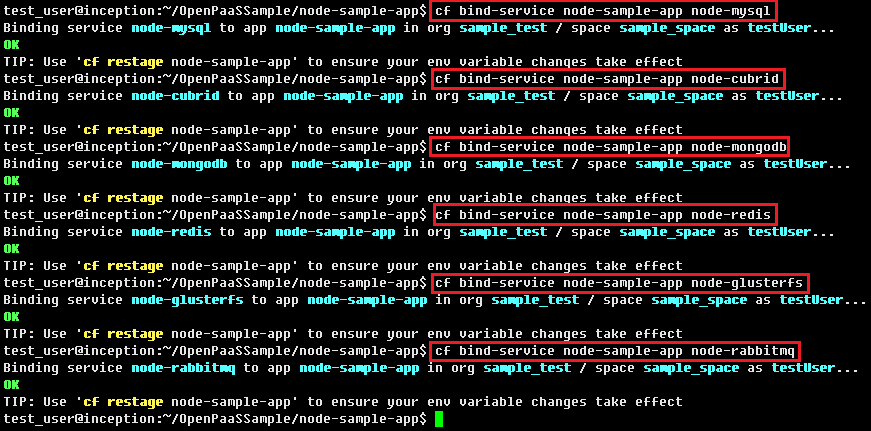 test_user@inception:~/OpenPaaSSample/node-sample-app$ cf bind-service node-sample-app node-mysql
Binding service node-mysql to app node-sample-app in org sample_test / space sample_space as testUser...
OK
TIP: Use 'cf restage node-sample-app' to ensure your env variable changes take effect
test_user@inception:~/OpenPaaSSample/node-sample-app$ cf bind-service node-sample-app node-cubrid
Binding service node-cubrid to app node-sample-app in org sample_test / space sample_space as testUser...
OK
TIP: Use 'cf restage node-sample-app' to ensure your env variable changes take effect
test_user@inception:~/OpenPaaSSample/node-sample-app$ cf bind-service node-sample-app node-mongodb
Binding service node-mongodb to app node-sample-app in org sample_test / space sample_space as testUser...
OK
TIP: Use 'cf restage node-sample-app' to ensure your env variable changes take effect
test_user@inception:~/OpenPaaSSample/node-sample-app$ cf bind-service node-sample-app node-redis
Binding service node-redis to app node-sample-app in org sample_test / space sample_space as testUser...
OK
TIP: Use 'cf restage node-sample-app' to ensure your env variable changes take effect
test_user@inception:~/OpenPaaSSample/node-sample-app$ cf bind-service node-sample-app node-glusterfs
Binding service node-glusterfs to app node-sample-app in org sample_test / space sample_space as testUser...
OK
TIP: Use 'cf restage node-sample-app' to ensure your env variable changes take effect
test_user@inception:~/OpenPaaSSample/node-sample-app$ cf bind-service node-sample-app node-rabbitmq
Binding service node-rabbitmq to app node-sample-app in org sample_test / space sample_space as testUser...
OK
TIP: Use 'cf restage node-sample-app' to ensure your env variable changes take effect
test_user@inception:~/OpenPaaSSample/node-sample-app$